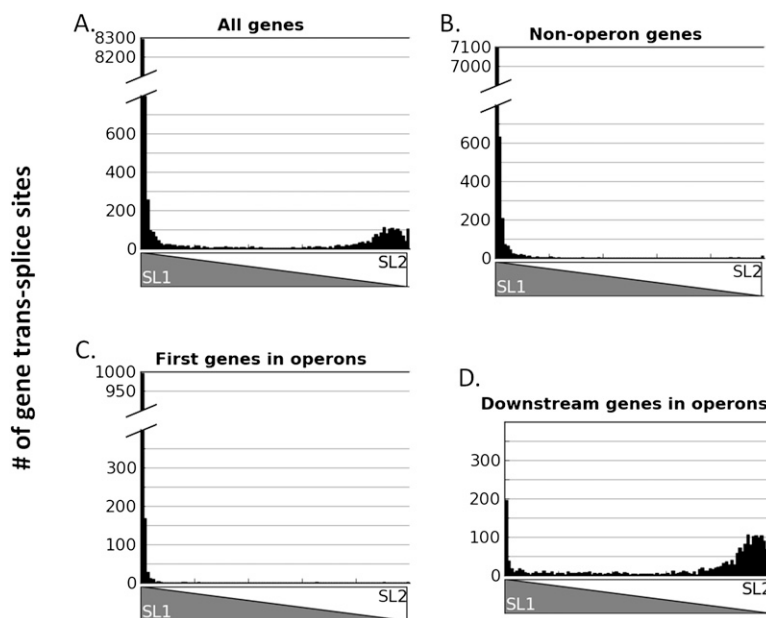 # of gene trans-splice sites
A.
All genes
8300
8200
600
400
200
0
SL1
SL2
B.
Non-operon genes
7100
7000
600
400
200
0
SL1
SL2
C.
First genes in operons
1000
950
300
200
100
0
SL1
SL2
D.
Downstream genes in operons
300
200
100
0
SL1
SL2